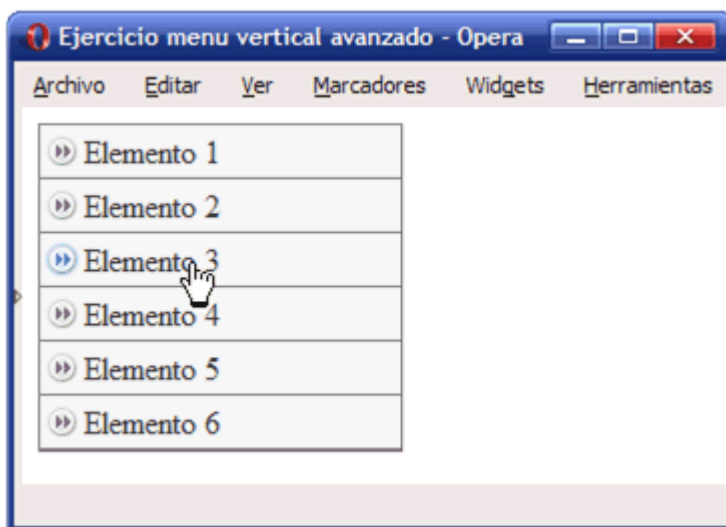 Ejercicio menu vertical avanzado - Opera
Archivo Editar Ver Marcadores Widgets Herramientas
Elemento 1
Elemento 2
Elemento 3
Elemento 4
Elemento 5
Elemento 6